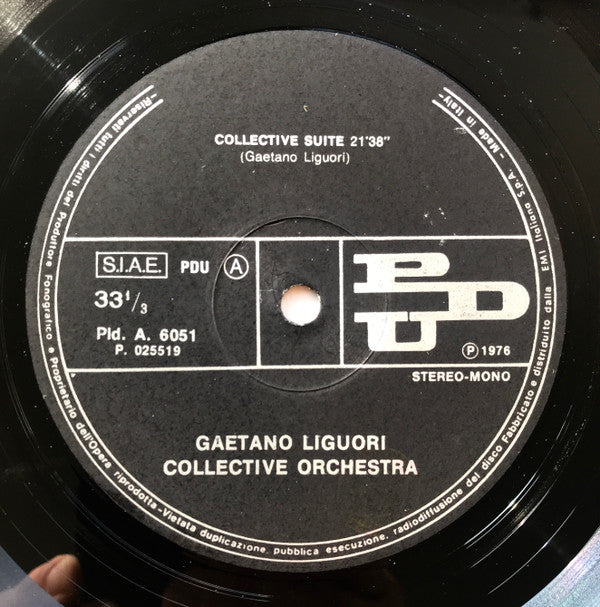 COLLECTIVE SUITE 21'38"
(Gaetano Liguori)
S.I.A.E. PDU A
33 1/3
Pld. A. 6051
P. 025519
PDU
Ⓟ 1976
STEREO-MONO
GAETANO LIGUORI
COLLECTIVE ORCHESTRA
-Riservati tutti i diritti del Produttore Fonografico e Proprietario dell'Opera riprodotta-Vietata duplicazione, pubblica esecuzione, radiodiffusione del disco Fabbricato e distribuito dalla EMI Italiana S.p.A. - Made in Italy-